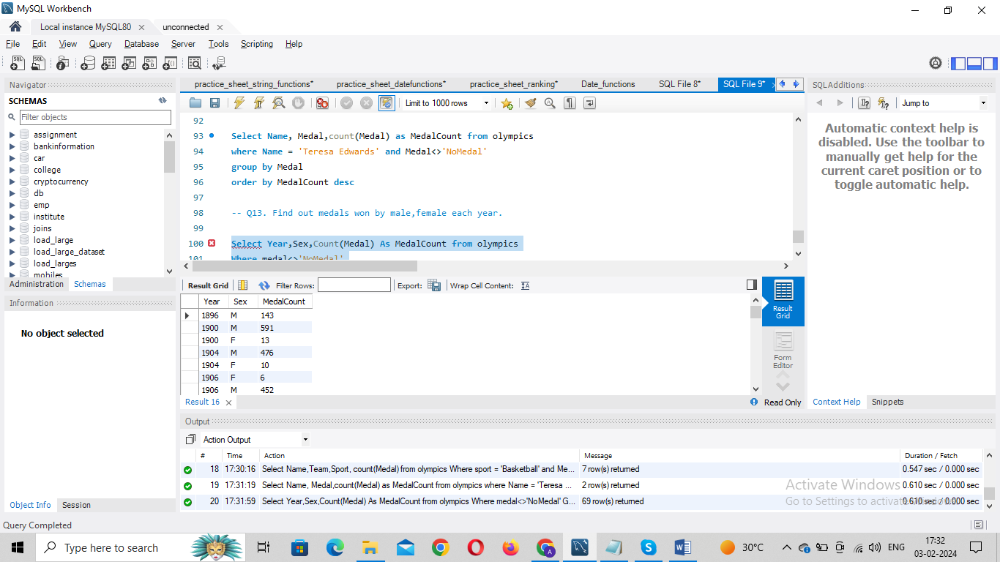 MySQL Workbench
Local instance MySQL80 unconnected
File Edit View Query Database Server Tools Scripting Help
Navigator
SCHEMAS
Filter objects
assignment
bankinformation
car
college
cryptocurrency
db
emp
institute
joins
load_large
load_large_dataset
load_larges
mobiles
Administration Schemas
Information
No object selected
Object Info Session
practice_sheet_string_functions* practice_sheet_datefunctions* practice_sheet_ranking* Date_functions SQL File 8* SQL File 9*
Limit to 1000 rows
92
93 Select Name, Medal,count(Medal) as MedalCount from olympics
94 where Name = 'Teresa Edwards' and Medal<>'NoMedal'
95 group by Medal
96 order by MedalCount desc
97
98 -- Q13. Find out medals won by male,female each year.
99
100 Select Year,Sex,Count(Medal) As MedalCount from olympics
101 Where medal<>'NoMedal'
Result Grid Filter Rows: Export: Wrap Cell Content:
Year Sex MedalCount
1896 M 143
1900 M 591
1900 F 13
1904 M 476
1904 F 10
1906 F 6
1906 M 452
Result Grid
Form Editor
Result 16
Read Only
SQLAdditions
Jump to
Automatic context help is
disabled. Use the toolbar to
manually get help for the
current caret position or to
toggle automatic help.
Context Help Snippets
Output
Action Output
# Time Action Message Duration / Fetch
18 17:30:16 Select Name,Team,Sport, count(Medal) from olympics Where sport = 'Basketball' and Me... 7 row(s) returned 0.547 sec / 0.000 sec
19 17:31:19 Select Name, Medal,count(Medal) as MedalCount from olympics where Name = 'Teresa ... 2 row(s) returned 0.610 sec / 0.000 sec
20 17:31:59 Select Year,Sex,Count(Medal) As MedalCount from olympics Where medal<>'NoMedal' G... 69 row(s) returned 0.610 sec / 0.000 sec
Activate Windows
Go to Settings to activate Windows.
Query Completed
Type here to search
30°C
ENG
17:32
03-02-2024